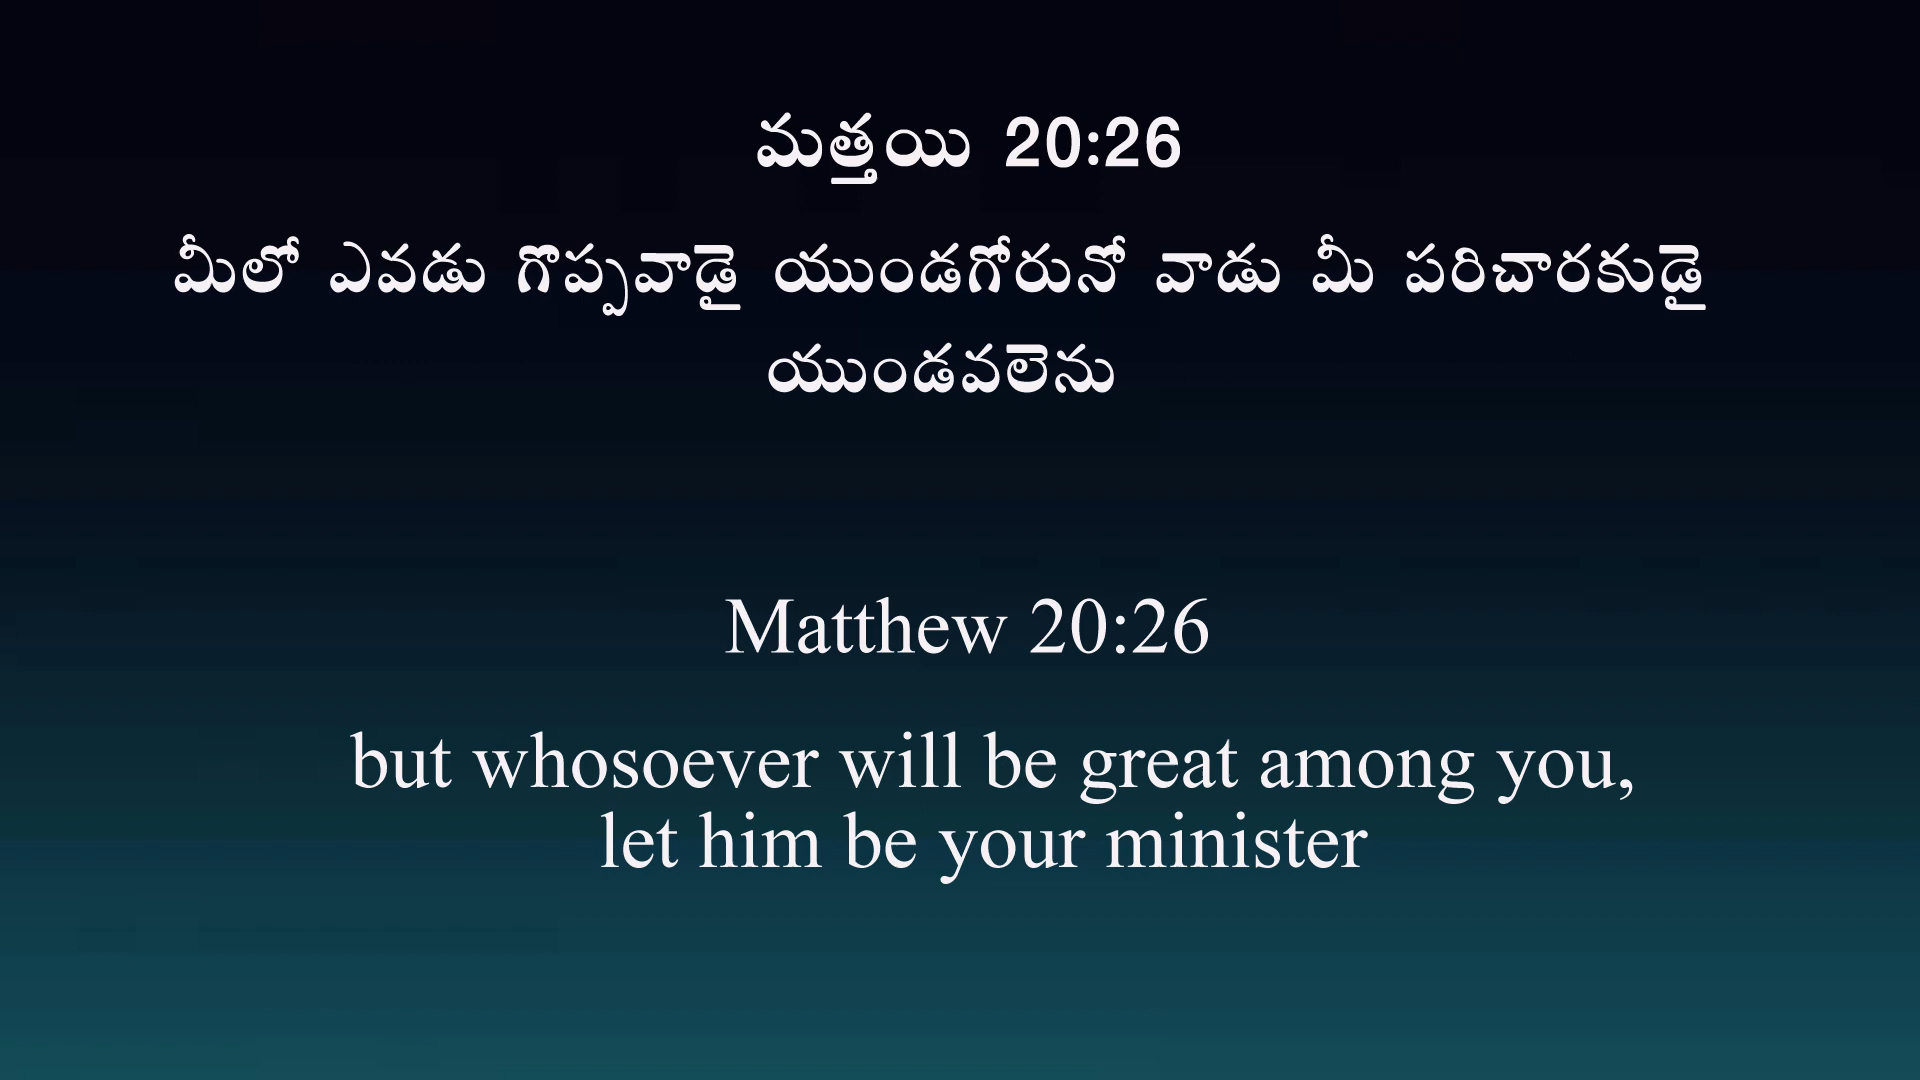 మత్తయి 20:26
మీలో ఎవడు గొప్పవాడై యుండగోరునో వాడు మీ పరిచారకుడై
యుండవలెను
Matthew 20:26
but whosoever will be great among you,
let him be your minister